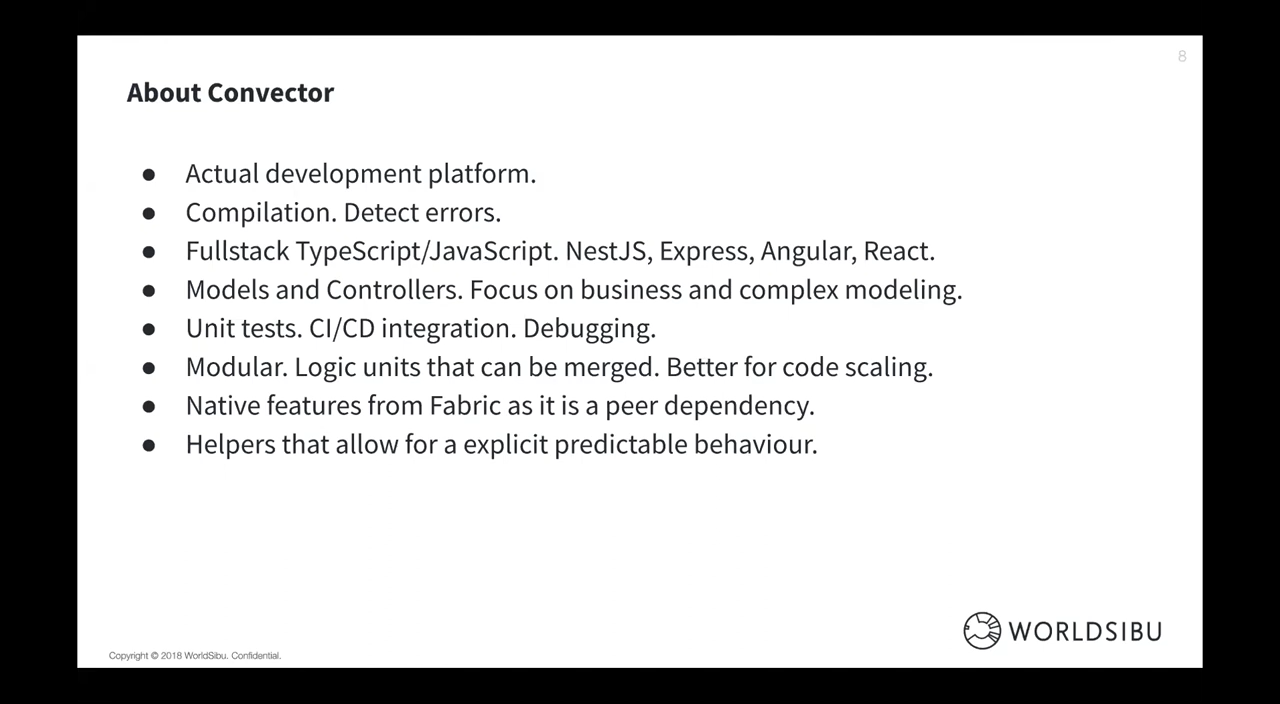 8
About Convector
● Actual development platform.
● Compilation. Detect errors.
● Fullstack TypeScript/JavaScript. NestJS, Express, Angular, React.
● Models and Controllers. Focus on business and complex modeling.
● Unit tests. CI/CD integration. Debugging.
● Modular. Logic units that can be merged. Better for code scaling.
● Native features from Fabric as it is a peer dependency.
● Helpers that allow for a explicit predictable behaviour.
WORLDSIBU
Copyright © 2018 WorldSibu. Confidential.